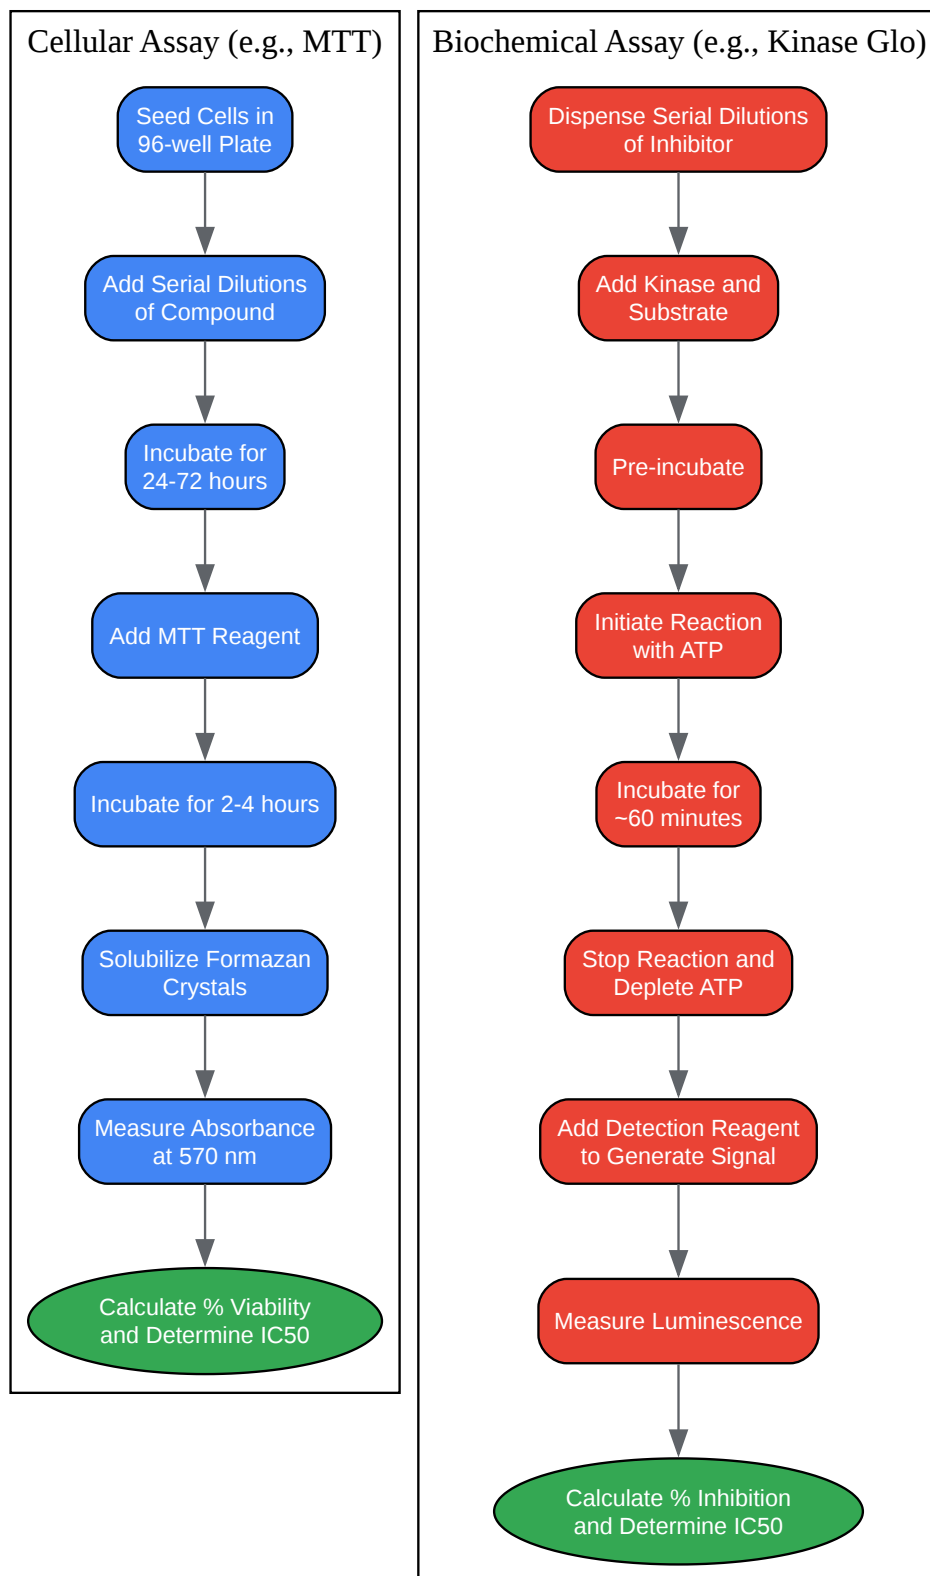 Cellular Assay (e.g., MTT)
Seed Cells in
96-well Plate
Add Serial Dilutions
of Compound
Incubate for
24-72 hours
Add MTT Reagent
Incubate for 2-4 hours
Solubilize Formazan
Crystals
Measure Absorbance
at 570 nm
Calculate % Viability
and Determine IC50
Biochemical Assay (e.g., Kinase Glo)
Dispense Serial Dilutions
of Inhibitor
Add Kinase and
Substrate
Pre-incubate
Initiate Reaction
with ATP
Incubate for
~60 minutes
Stop Reaction and
Deplete ATP
Add Detection Reagent
to Generate Signal
Measure Luminescence
Calculate % Inhibition
and Determine IC50